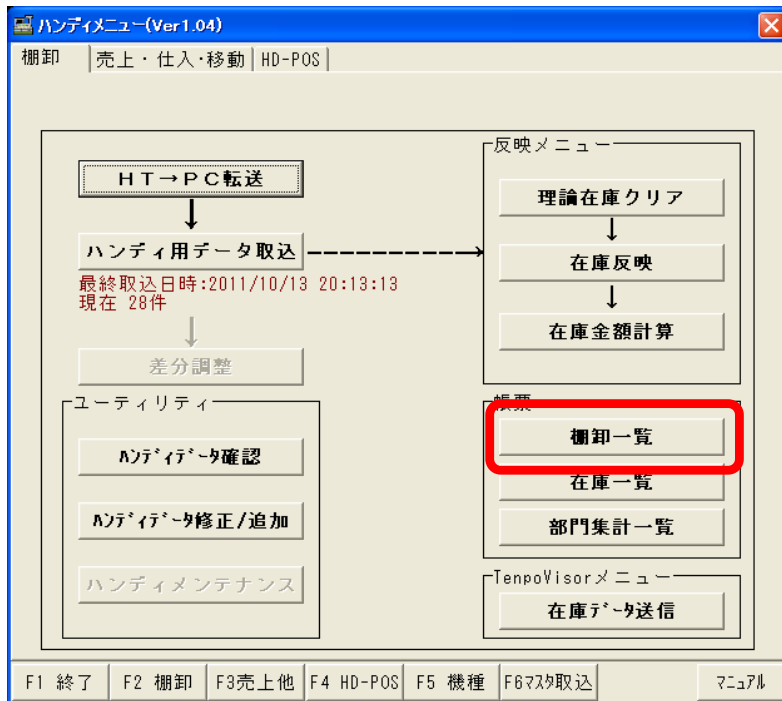 ハンディメニュー(Ver1.04)
棚卸 売上・仕入・移動 HD-POS
HT→PC転送
↓
ハンディ用データ取込
最終取込日時:2011/10/13 20:13:13
現在 28件
↓
差分調整
反映メニュー
理論在庫クリア
↓
在庫反映
↓
在庫金額計算
ユーティリティ
ハンディデータ確認
ハンディデータ修正/追加
ハンディメンテナンス
帳票
棚卸一覧
在庫一覧
部門集計一覧
TenpoVisorメニュー
在庫データ送信
F1 終了 F2 棚卸 F3売上他 F4 HD-POS F5 機種 F6マスタ取込 マニュアル